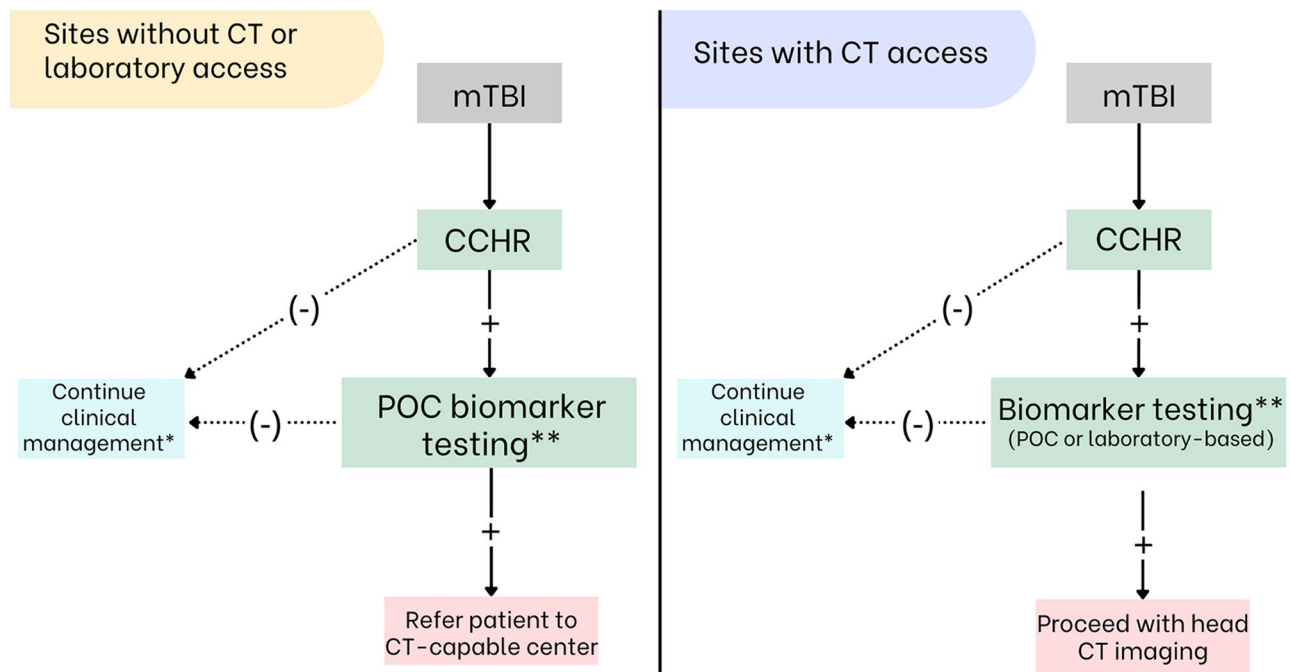 Sites without CT or
laboratory access
mTBI
CCHR
(-)
+
Continue
clinical
management*
(-)
POC biomarker
testing**
+
Refer patient to
CT-capable center
Sites with CT access
mTBI
CCHR
(-)
+
Continue
clinical
management*
(-)
Biomarker testing**
(POC or laboratory-based)
+
Proceed with head
CT imaging